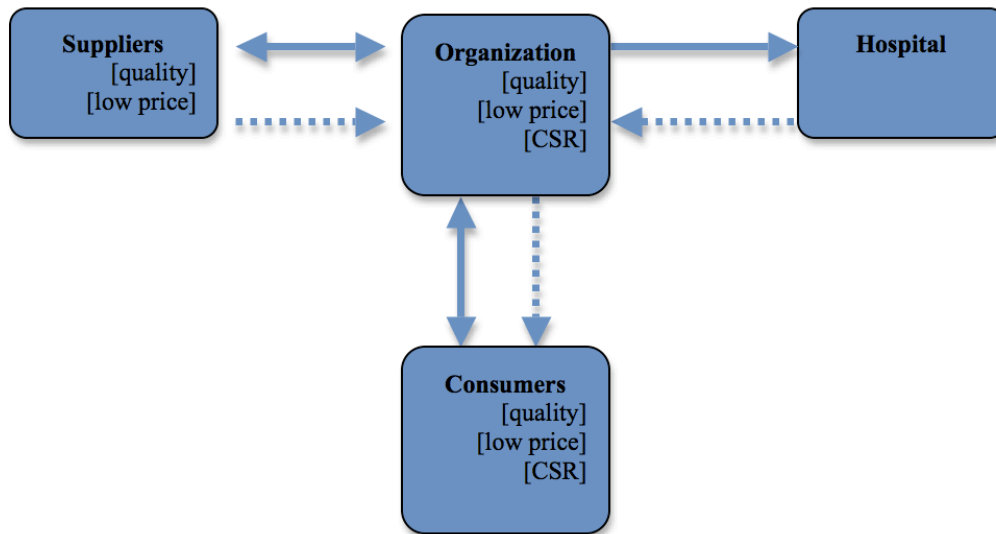 Suppliers
[quality]
[low price]
Organization
[quality]
[low price]
[CSR]
Hospital
Consumers
[quality]
[low price]
[CSR]